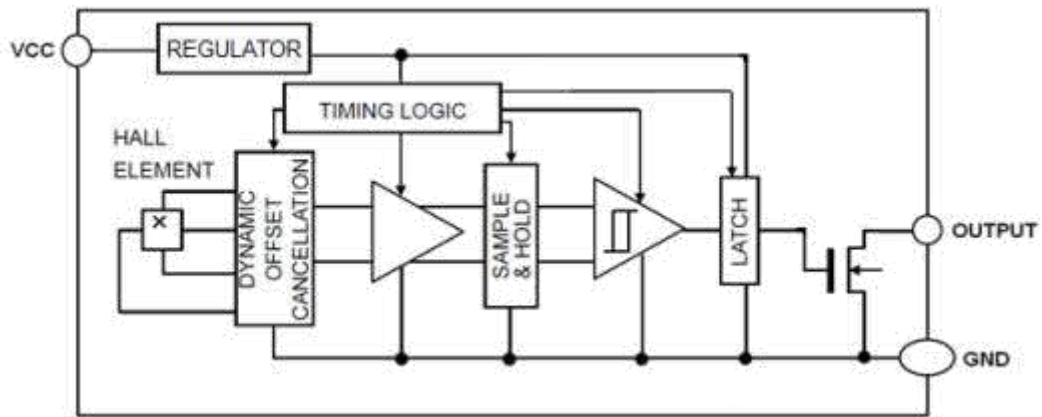 VCC
REGULATOR
TIMING LOGIC
HALL
ELEMENT
×
DYNAMIC
OFFSET
CANCELLATION
SAMPLE
& HOLD
LATCH
OUTPUT
GND